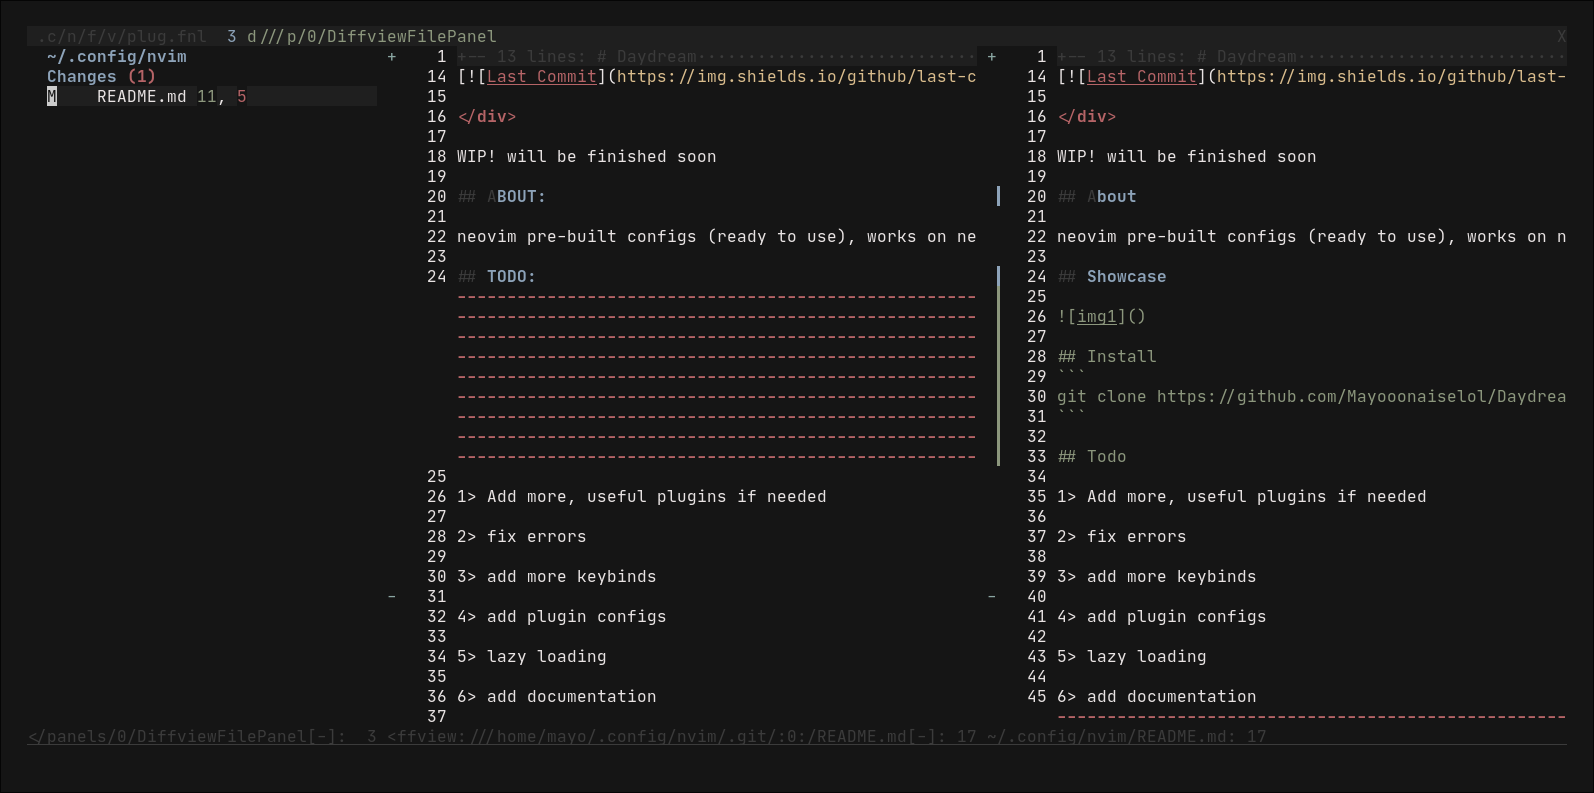 .c/n/f/v/plug.fnl  3 d///p/0/DiffviewFilePanel X
~/.config/nvim
Changes (1)
M    README.md 11, 5
+ 1 +-- 13 lines: # Daydream····························
14 [![Last Commit](https://img.shields.io/github/last-c
15
16 </div>
17
18 WIP! will be finished soon
19
20 ## ABOUT:
21
22 neovim pre-built configs (ready to use), works on ne
23
24 ## TODO:
----------------------------------------------------
----------------------------------------------------
----------------------------------------------------
----------------------------------------------------
----------------------------------------------------
----------------------------------------------------
----------------------------------------------------
----------------------------------------------------
----------------------------------------------------
25
26 1> Add more, useful plugins if needed
27
28 2> fix errors
29
30 3> add more keybinds
- 31
32 4> add plugin configs
33
34 5> lazy loading
35
36 6> add documentation
37
+ 1 +-- 13 lines: # Daydream···························
14 [![Last Commit](https://img.shields.io/github/last-
15
16 </div>
17
18 WIP! will be finished soon
19
20 ## About
21
22 neovim pre-built configs (ready to use), works on n
23
24 ## Showcase
25
26 ![img1]()
27
28 ## Install
29 ```
30 git clone https://github.com/Mayooonaiselol/Daydrea
31 ```
32
33 ## Todo
34
35 1> Add more, useful plugins if needed
36
37 2> fix errors
38
39 3> add more keybinds
- 40
41 4> add plugin configs
42
43 5> lazy loading
44
45 6> add documentation
---------------------------------------------------
</panels/0/DiffviewFilePanel[-]:  3 <ffview:///home/mayo/.config/nvim/.git/:0:/README.md[-]: 17 ~/.config/nvim/README.md: 17